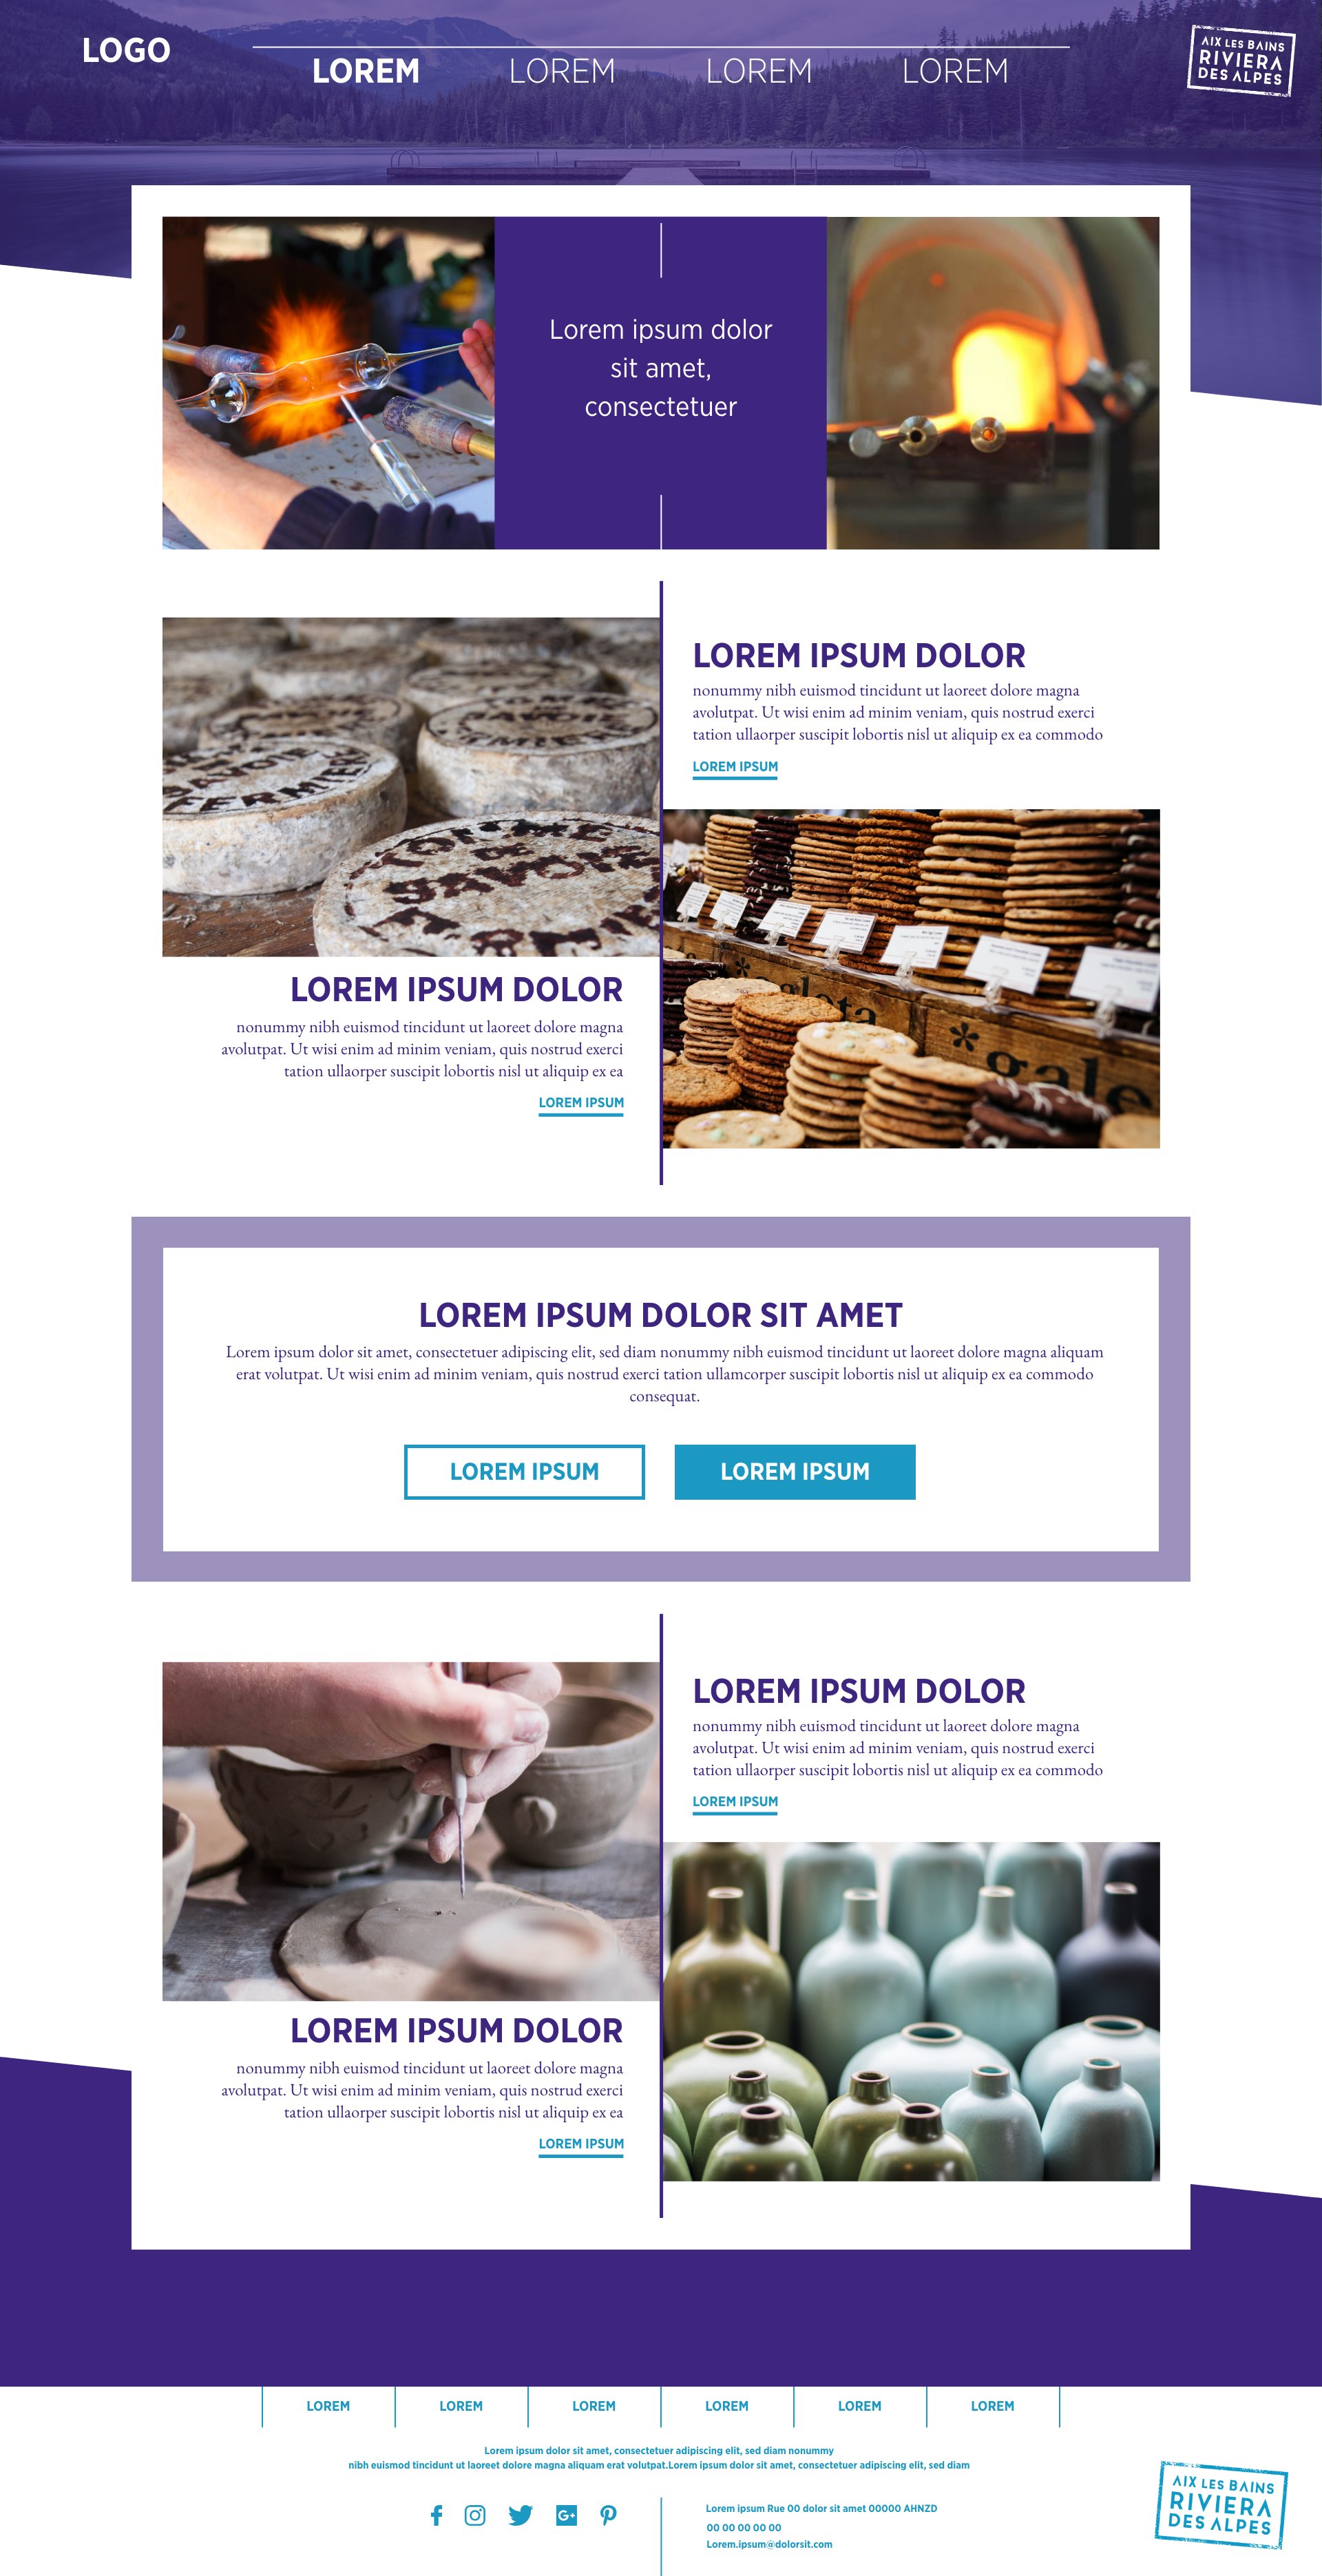 LOGO
LOREM
LOREM
LOREM
LOREM
AIX LES BAINS
RIVIERA
DES ALPES
Lorem ipsum dolor
sit amet,
consectetuer
LOREM IPSUM DOLOR
nonummy nibh euismod tincidunt ut laoreet dolore magna
avolutpat. Ut wisi enim ad minim veniam, quis nostrud exerci
tation ullaorper suscipit lobortis nisl ut aliquip ex ea commodo
LOREM IPSUM
galeta
gale
LOREM IPSUM DOLOR
nonummy nibh euismod tincidunt ut laoreet dolore magna
avolutpat. Ut wisi enim ad minim veniam, quis nostrud exerci
tation ullaorper suscipit lobortis nisl ut aliquip ex ea
LOREM IPSUM
LOREM IPSUM DOLOR SIT AMET
Lorem ipsum dolor sit amet, consectetuer adipiscing elit, sed diam nonummy nibh euismod tincidunt ut laoreet dolore magna aliquam
erat volutpat. Ut wisi enim ad minim veniam, quis nostrud exerci tation ullamcorper suscipit lobortis nisl ut aliquip ex ea commodo
consequat.
LOREM IPSUM
LOREM IPSUM
LOREM IPSUM DOLOR
nonummy nibh euismod tincidunt ut laoreet dolore magna
avolutpat. Ut wisi enim ad minim veniam, quis nostrud exerci
tation ullaorper suscipit lobortis nisl ut aliquip ex ea commodo
LOREM IPSUM
LOREM IPSUM DOLOR
nonummy nibh euismod tincidunt ut laoreet dolore magna
avolutpat. Ut wisi enim ad minim veniam, quis nostrud exerci
tation ullaorper suscipit lobortis nisl ut aliquip ex ea
LOREM IPSUM
LOREM
LOREM
LOREM
LOREM
LOREM
LOREM
Lorem ipsum dolor sit amet, consectetuer adipiscing elit, sed diam nonummy
nibh euismod tincidunt ut laoreet dolore magna aliquam erat volutpat.Lorem ipsum dolor sit amet, consectetuer adipiscing elit, sed diam
G+
Lorem ipsum Rue 00 dolor sit amet 00000 AHNZD
00 00 00 00 00
Lorem.ipsum@dolorsit.com
AIX LES BAINS
RIVIERA
DES ALPES